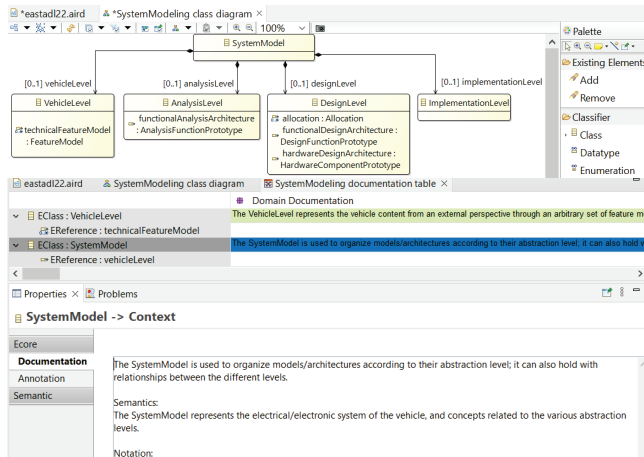 *eastadl22.aird *SystemModeling class diagram
100%
Palette
SystemModel
Existing Elements
Add
Remove
[0..1] vehicleLevel [0..1] analysisLevel [0..1] designLevel [0..1] implementationLevel
VehicleLevel AnalysisLevel DesignLevel ImplementationLevel
Classifier
technicalFeatureModel
: FeatureModel
functionalAnalysisArchitecture
: AnalysisFunctionPrototype
allocation : Allocation
functionalDesignArchitecture :
DesignFunctionPrototype
hardwareDesignArchitecture :
HardwareComponentPrototype
Class
Datatype
Enumeration
eastadl22.aird SystemModeling class diagram SystemModeling documentation table
Domain Documentation
EClass : VehicleLevel The VehicleLevel represents the vehicle content from an external perspective through an arbitrary set of feature m
EReference : technicalFeatureModel
EClass : SystemModel The SystemModel is used to organize models/architectures according to their abstraction level; it can also hold w
EReference : vehicleLevel
Properties Problems
SystemModel -> Context
Ecore
Documentation
Annotation
Semantic
The SystemModel is used to organize models/architectures according to their abstraction level; it can also hold with
relationships between the different levels.
Semantics:
The SystemModel represents the electrical/electronic system of the vehicle, and concepts related to the various abstraction
levels.
Notation: